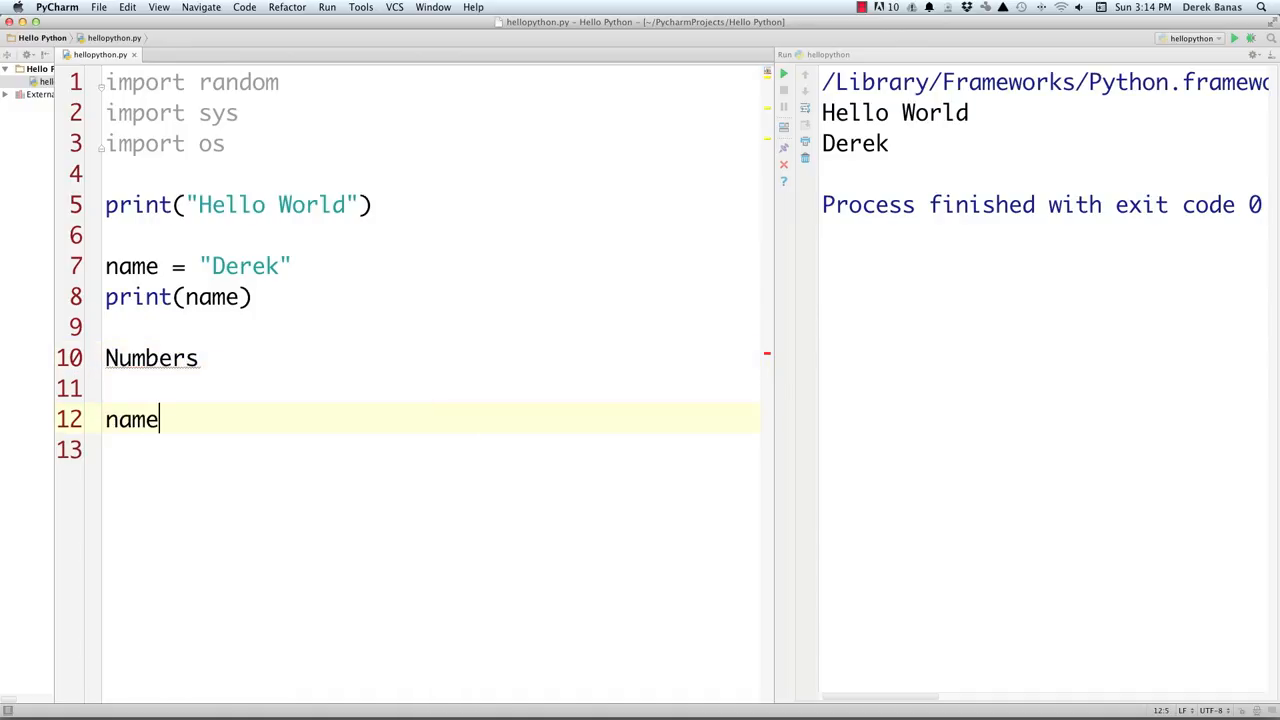 PyCharm File Edit View Navigate Code Refactor Run Tools VCS Window Help 10 Sun 3:14 PM Derek Banas
hellopython.py - Hello Python - [~/PycharmProjects/Hello Python]
Hello Python hellopython.py hellopython
hellopython.py Run hellopython
Hello P
hell
Externa
1 import random
2 import sys
3 import os
4
5 print("Hello World")
6
7 name = "Derek"
8 print(name)
9
10 Numbers
11
12 name
13
/Library/Frameworks/Python.framewo
Hello World
Derek
Process finished with exit code 0
12:5 LF UTF-8